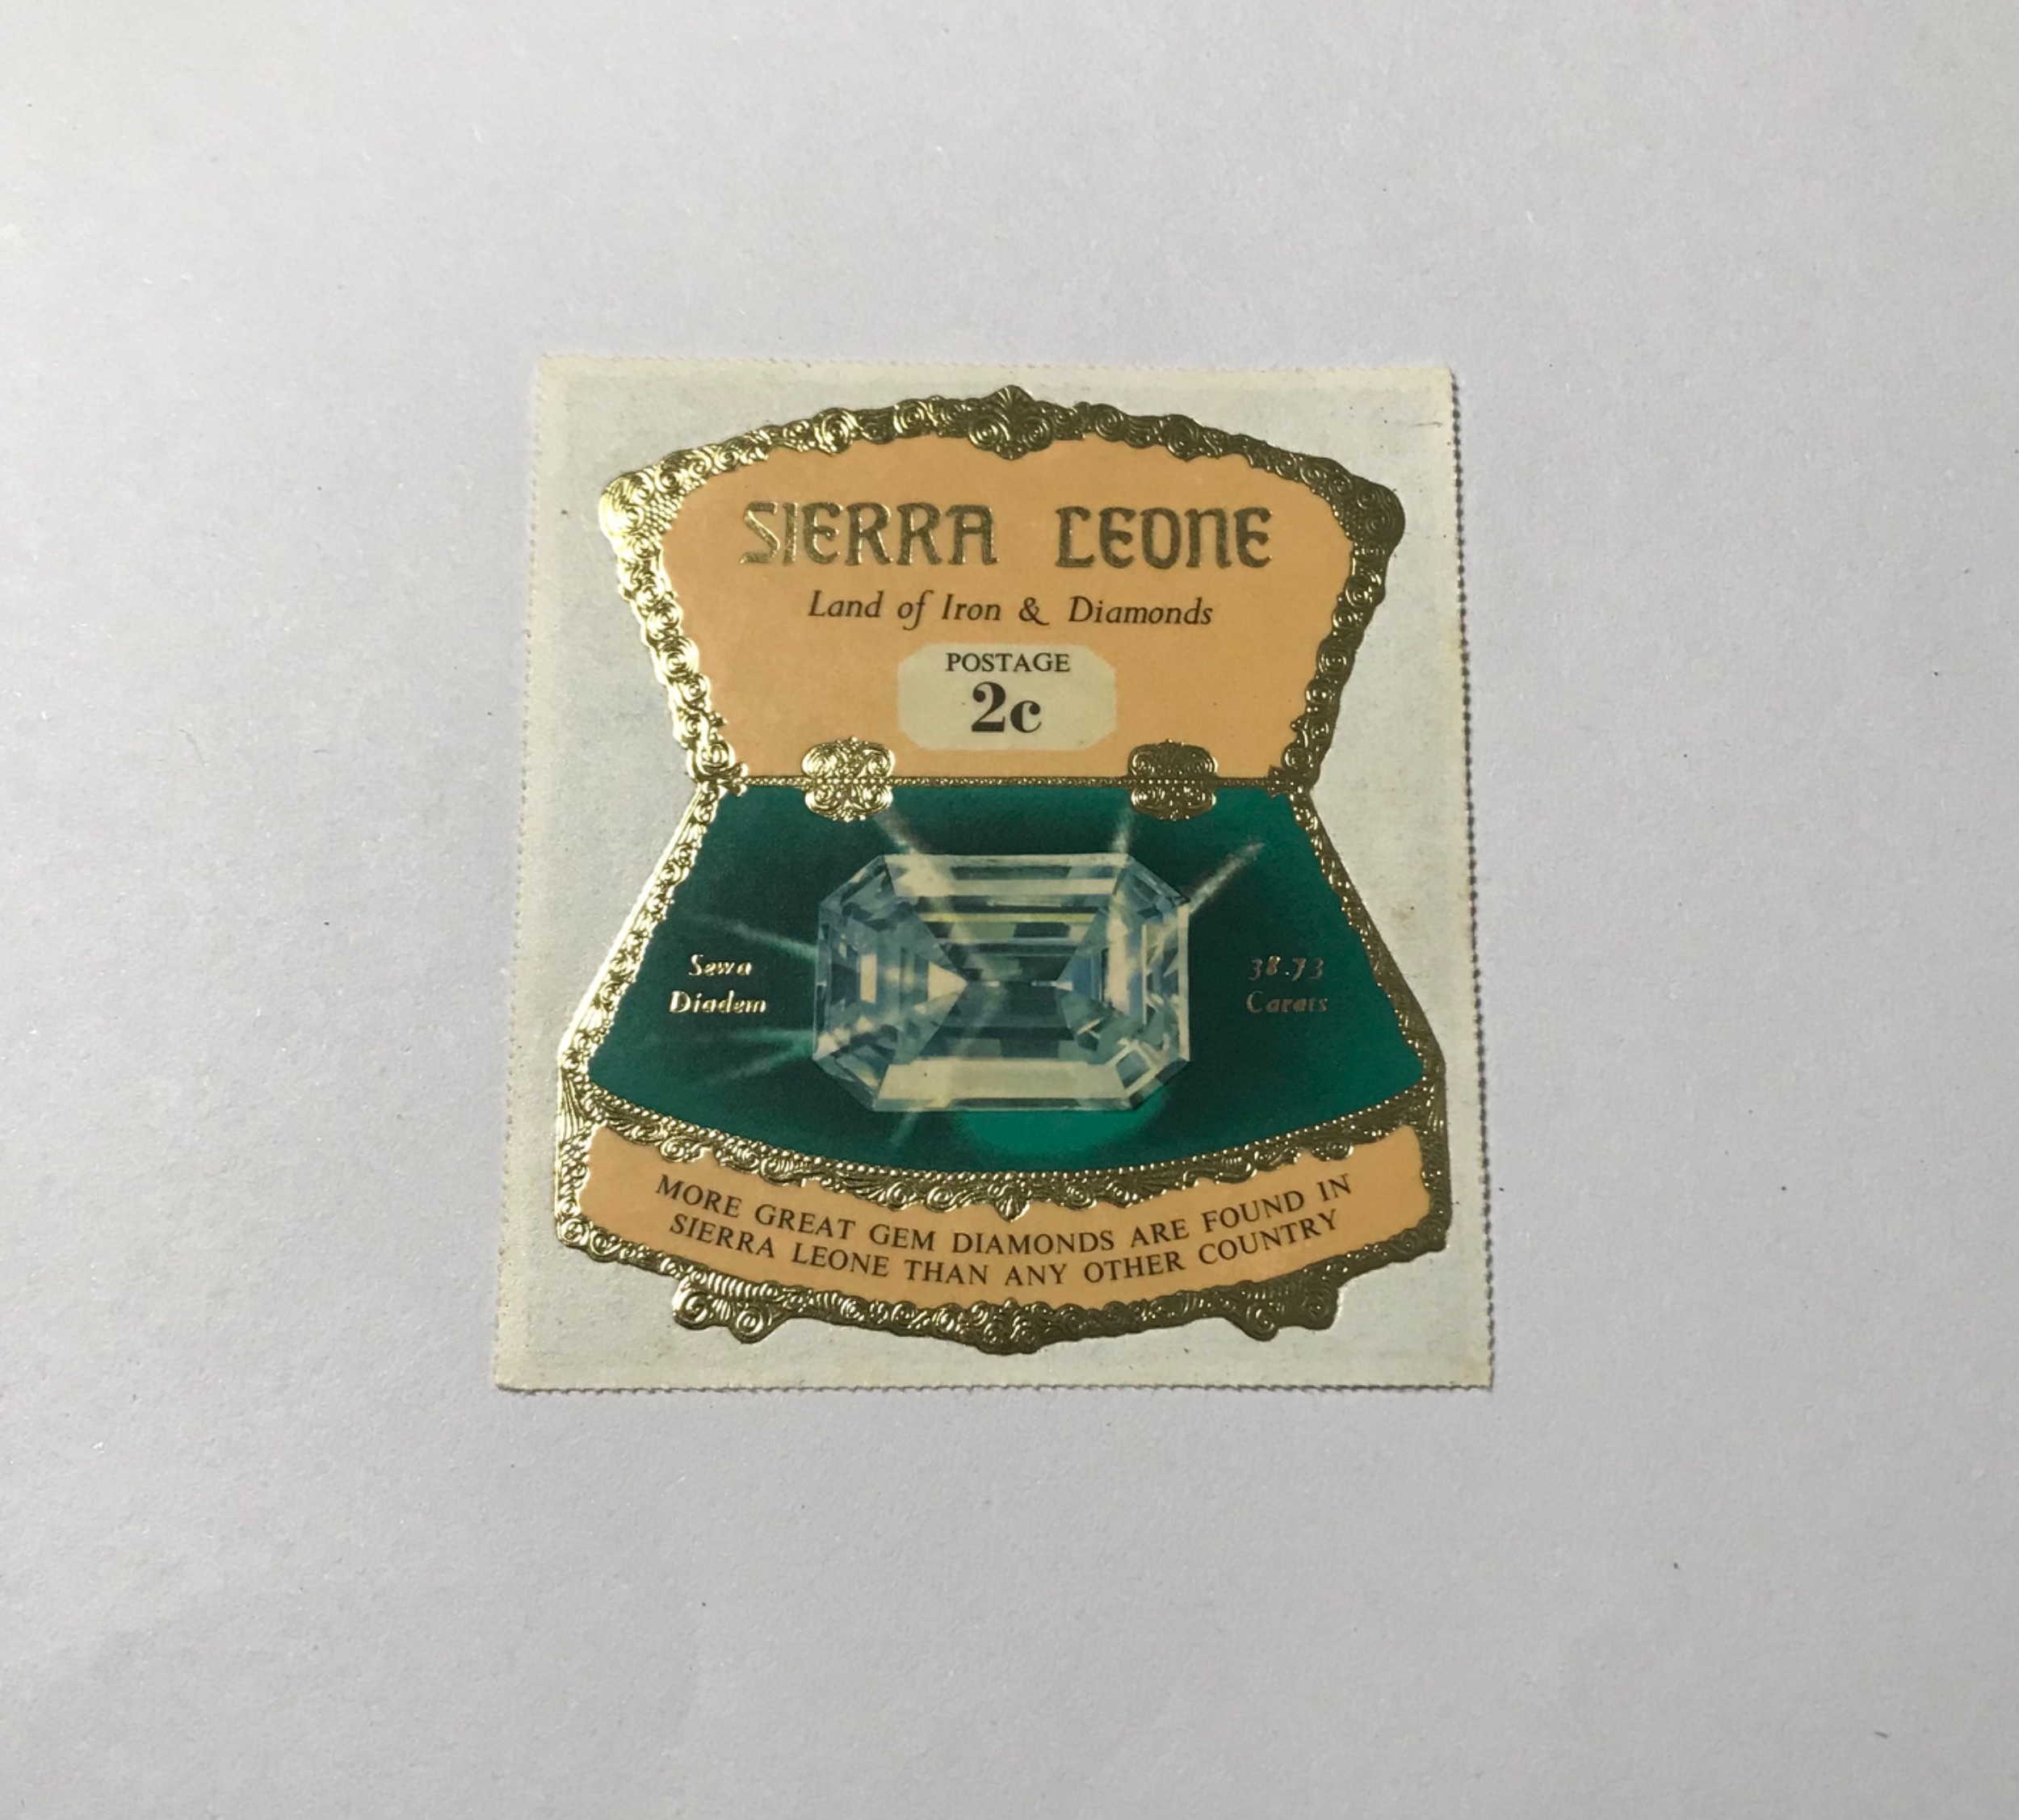 SIERRA LEONE
Land of Iron & Diamonds
POSTAGE
2c
Sewa
Diadem
38.73
Carats
MORE GREAT GEM DIAMONDS ARE FOUND IN
SIERRA LEONE THAN ANY OTHER COUNTRY